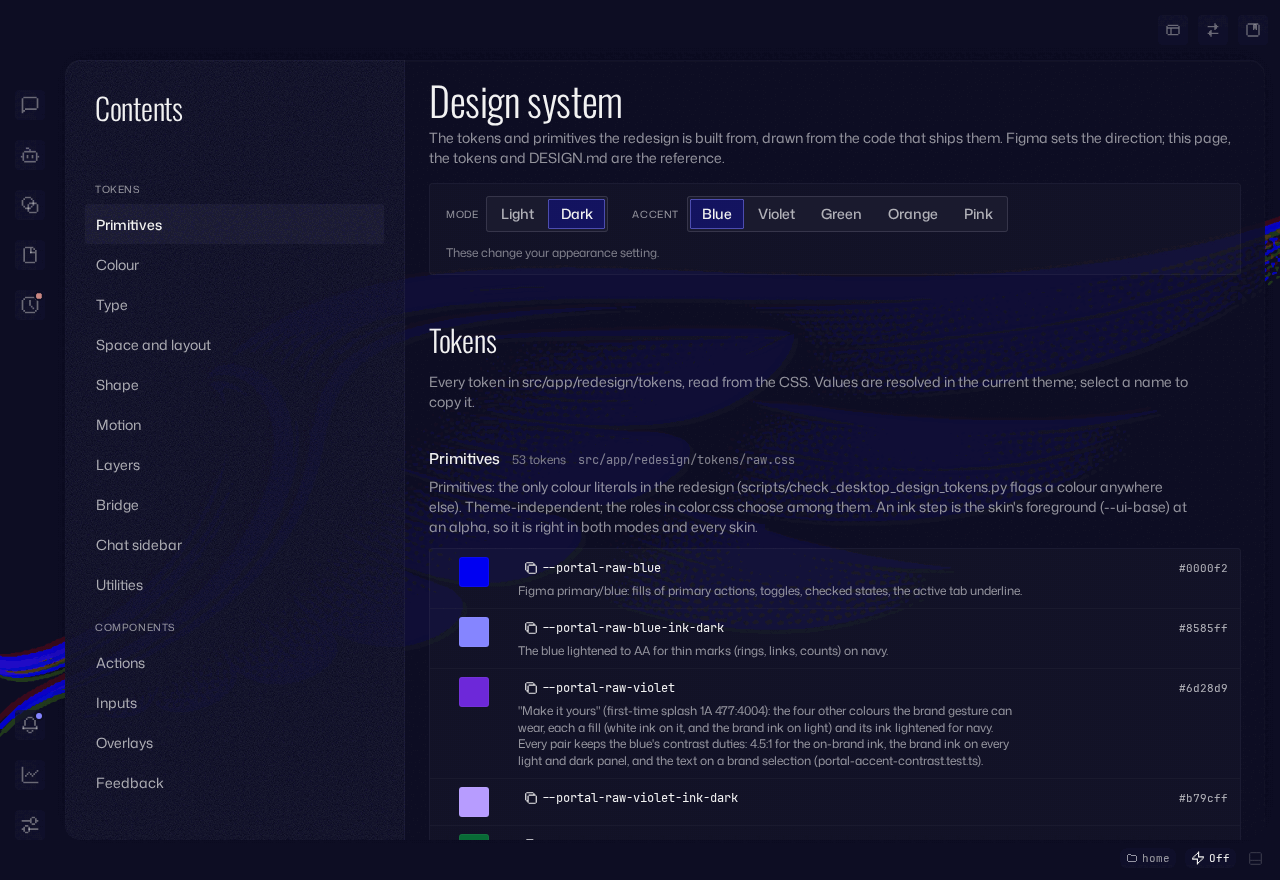 Contents
TOKENS
Primitives
Colour
Type
Space and layout
Shape
Motion
Layers
Bridge
Chat sidebar
Utilities
COMPONENTS
Actions
Inputs
Overlays
Feedback
Design system
The tokens and primitives the redesign is built from, drawn from the code that ships them. Figma sets the direction; this page,
the tokens and DESIGN.md are the reference.
MODE Light Dark ACCENT Blue Violet Green Orange Pink
These change your appearance setting.
Tokens
Every token in src/app/redesign/tokens, read from the CSS. Values are resolved in the current theme; select a name to
copy it.
Primitives 53 tokens src/app/redesign/tokens/raw.css
Primitives: the only colour literals in the redesign (scripts/check_desktop_design_tokens.py flags a colour anywhere
else). Theme-independent; the roles in color.css choose among them. An ink step is the skin's foreground (--ui-base) at
an alpha, so it is right in both modes and every skin.
--portal-raw-blue #0000f2
Figma primary/blue: fills of primary actions, toggles, checked states, the active tab underline.
--portal-raw-blue-ink-dark #8585ff
The blue lightened to AA for thin marks (rings, links, counts) on navy.
--portal-raw-violet #6d28d9
"Make it yours" (first-time splash 1A 477:4004): the four other colours the brand gesture can
wear, each a fill (white ink on it, and the brand ink on light) and its ink lightened for navy.
Every pair keeps the blue's contrast duties: 4.5:1 for the on-brand ink, the brand ink on every
light and dark panel, and the text on a brand selection (portal-accent-contrast.test.ts).
--portal-raw-violet-ink-dark #b79cff
home Off